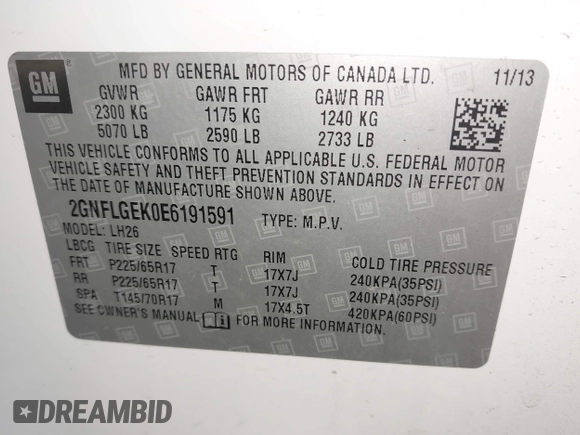 GM
MFD BY GENERAL MOTORS OF CANADA LTD. 11/13
GVWR GAWR FRT GAWR RR
2300 KG 1175 KG 1240 KG
5070 LB 2590 LB 2733 LB
THIS VEHICLE CONFORMS TO ALL APPLICABLE U.S. FEDERAL MOTOR
VEHICLE SAFETY AND THEFT PREVENTION STANDARDS IN EFFECT ON
THE DATE OF MANUFACTURE SHOWN ABOVE.
2GNFLGEK0E6191591 TYPE: M.P.V.
MODEL: LH26
LBCG TIRE SIZE SPEED RTG RIM COLD TIRE PRESSURE
FRT P225/65R17 T 17X7J 240KPA(35PSI)
RR P225/65R17 T 17X7J 240KPA(35PSI)
SPA T145/70R17 M 17X4.5T 420KPA(60PSI)
SEE OWNER'S MANUAL FOR MORE INFORMATION.
DREAMBID